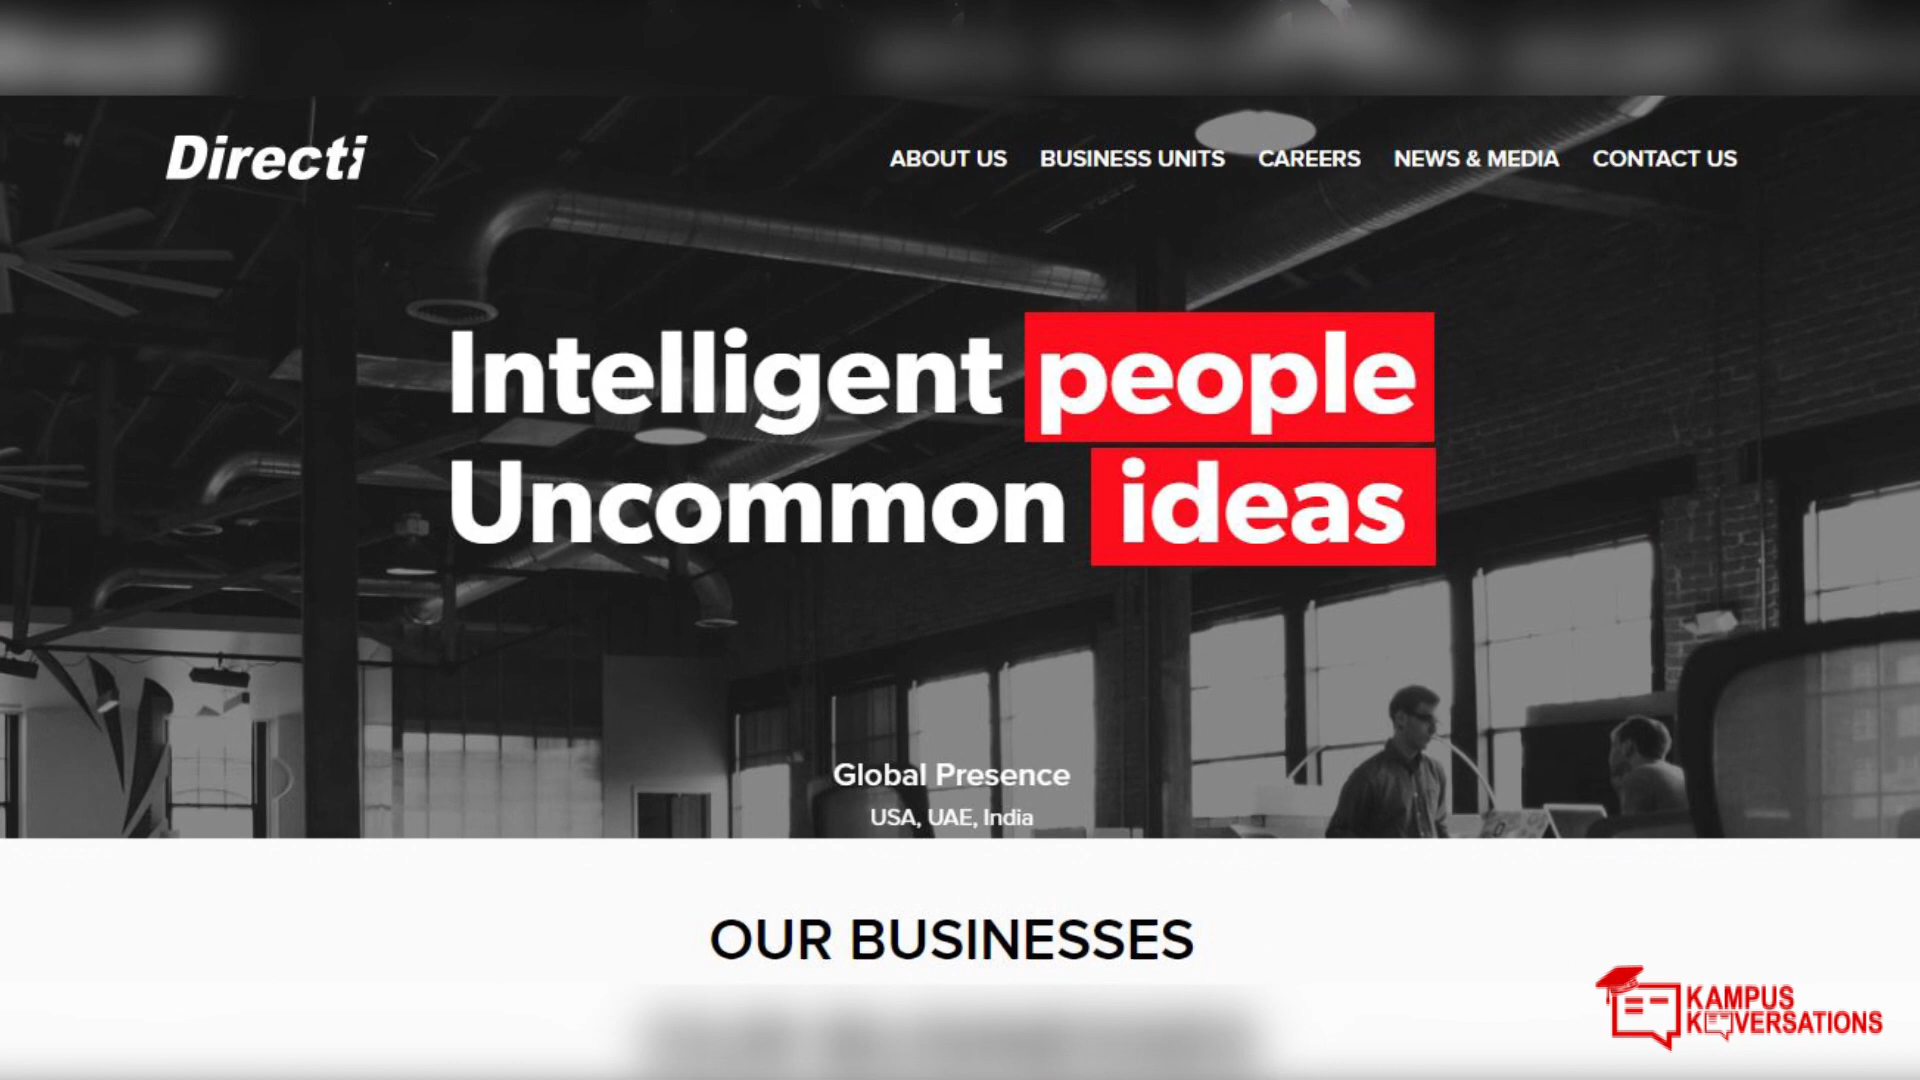 Directi
ABOUT US BUSINESS UNITS CAREERS NEWS & MEDIA CONTACT US
Intelligent people
Uncommon ideas
Global Presence
USA, UAE, India
OUR BUSINESSES
KAMPUS
KONVERSATIONS